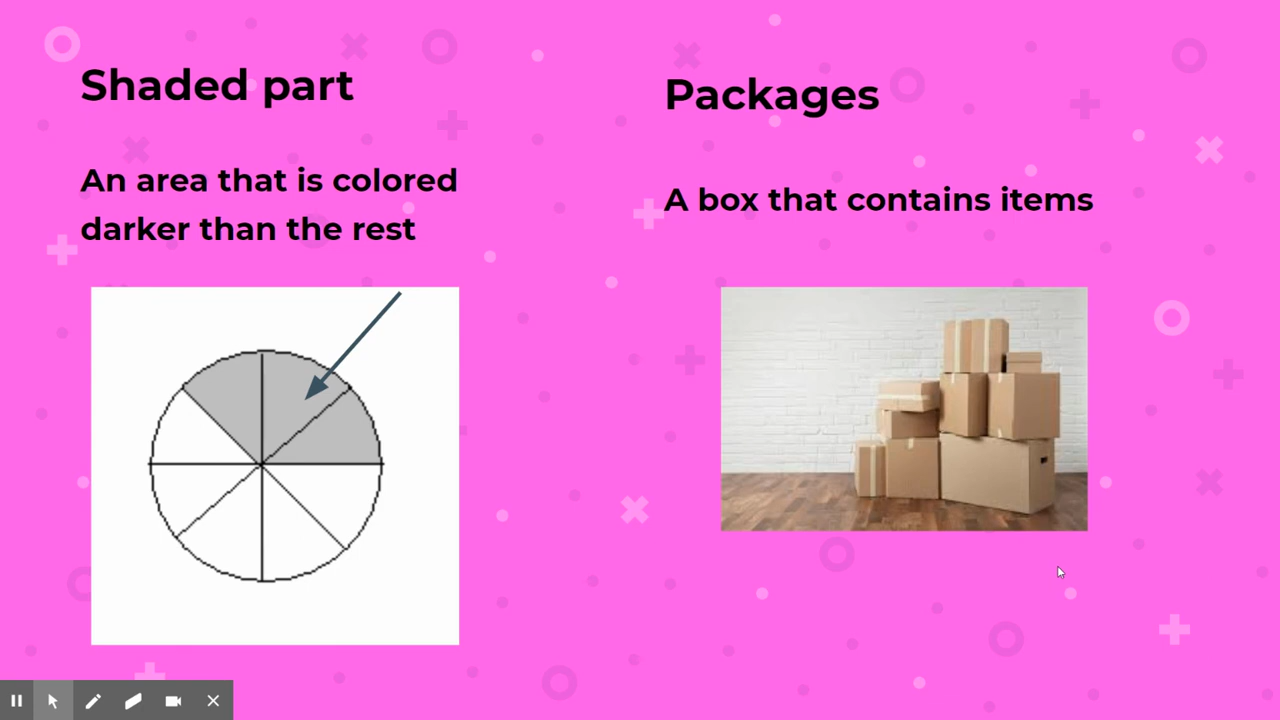 Shaded part
An area that is colored
darker than the rest
Packages
A box that contains items